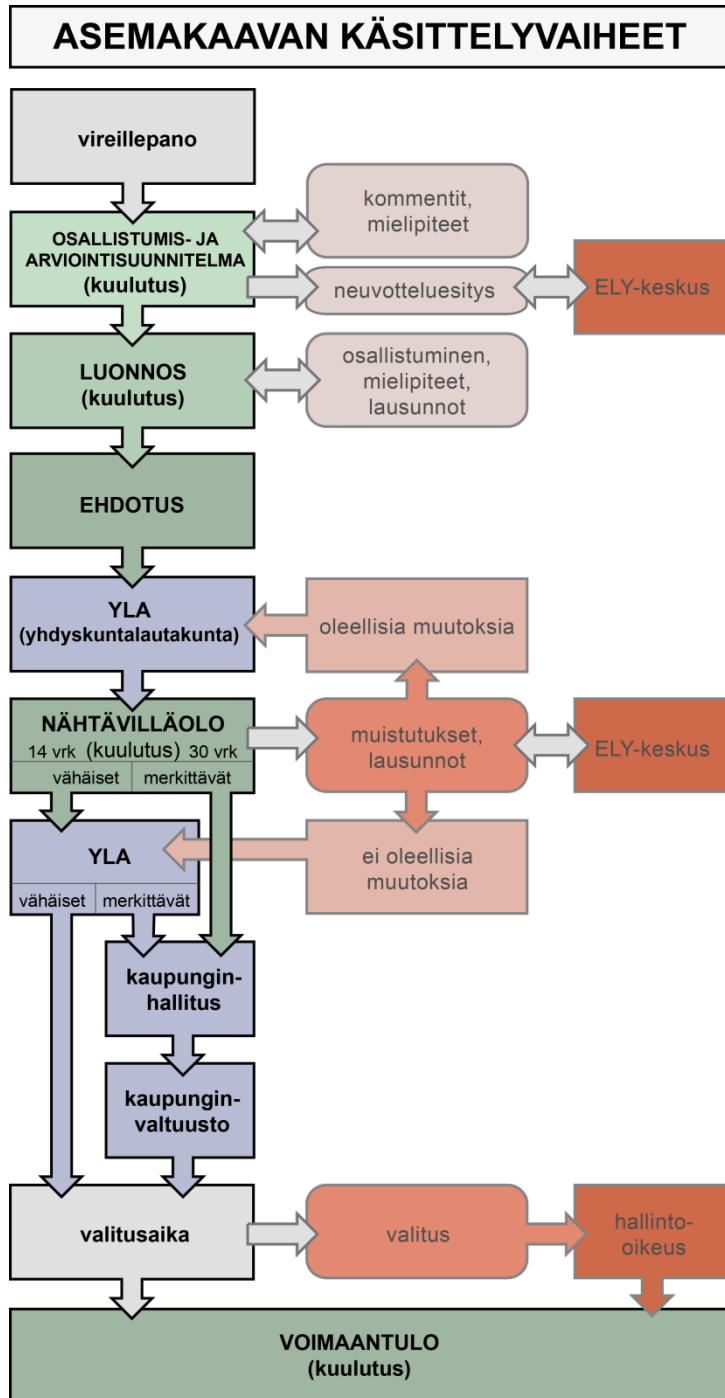 ASEMAKAAVAN KÄSITTELYVAIHEET
vireillepano
kommentit,
mielipiteet
OSALLISTUMIS- JA
ARVIOINTISUUNNITELMA
(kuulutus)
neuvotteluesitys
ELY-keskus
LUONNOS
(kuulutus)
osallistuminen,
mielipiteet,
lausunnot
EHDOTUS
YLA
(yhdyskuntalautakunta)
oleellisia muutoksia
NÄHTÄVILLÄOLO
14 vrk (kuulutus) 30 vrk
vähäiset merkittävät
muistutukset,
lausunnot
ELY-keskus
YLA
vähäiset merkittävät
ei oleellisia
muutoksia
kaupungin-
hallitus
kaupungin-
valtuusto
valitusaika
valitus
hallinto-
oikeus
VOIMAANTULO
(kuulutus)